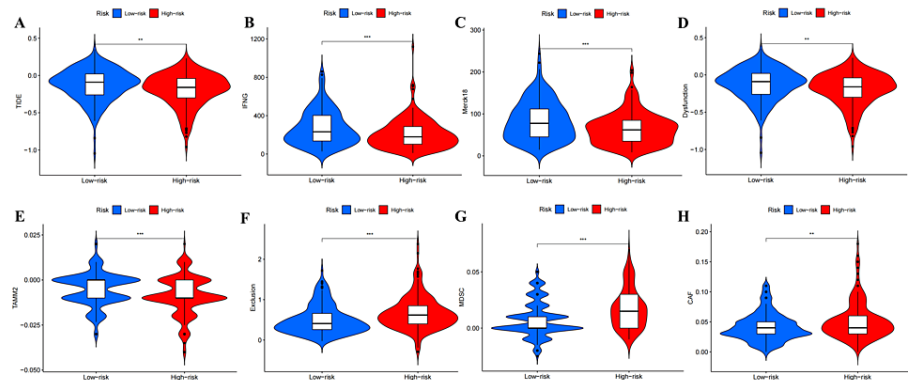 A
Risk Low-risk High-risk
**
TIDE
0.5
0.0
−0.5
−1.0
Low-risk High-risk
B
Risk Low-risk High-risk
***
IFNG
1200
800
400
0
Low-risk High-risk
C
Risk Low-risk High-risk
***
Merck18
300
200
100
0
Low-risk High-risk
D
Risk Low-risk High-risk
**
Dysfunction
0.5
0.0
−0.5
−1.0
Low-risk High-risk
E
Risk Low-risk High-risk
***
TAMM2
0.025
0.000
−0.025
−0.050
Low-risk High-risk
F
Risk Low-risk High-risk
***
Exclusion
2
1
0
Low-risk High-risk
G
Risk Low-risk High-risk
***
MDSC
0.05
0.00
Low-risk High-risk
H
Risk Low-risk High-risk
**
CAF
0.20
0.15
0.10
0.05
0.00
Low-risk High-risk